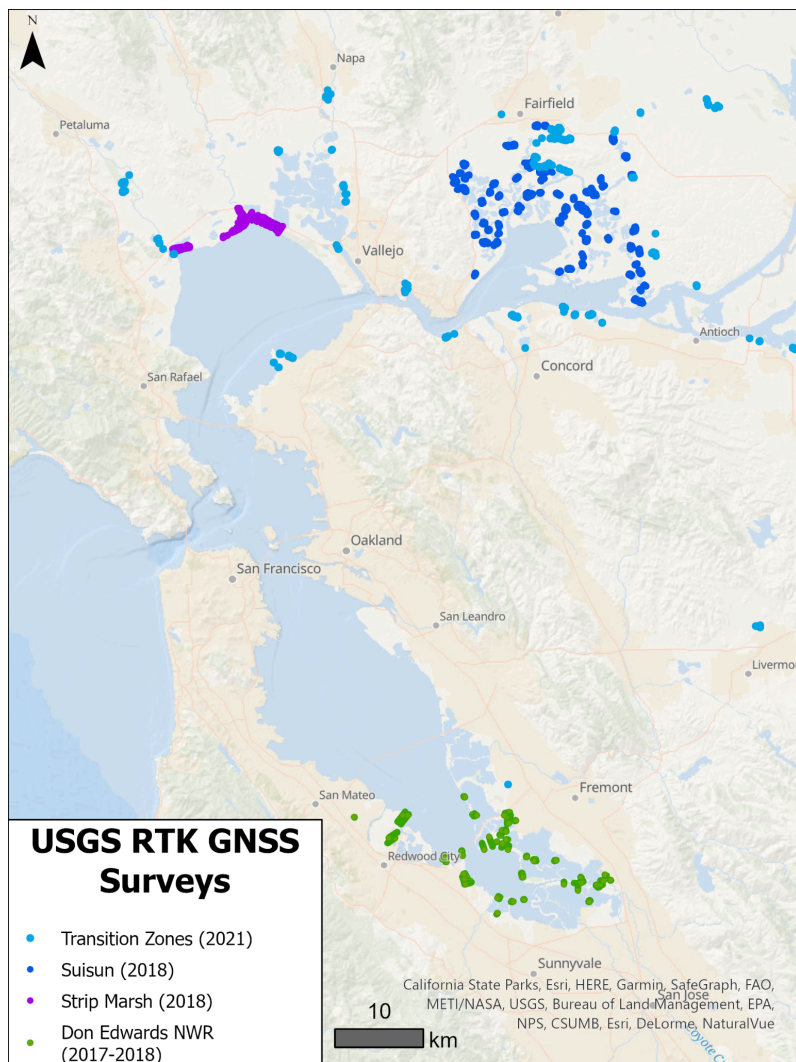 N
Napa
Fairfield
Petaluma
Vallejo
Antioch
Concord
San Rafael
Oakland
San Francisco
San Leandro
Livermo
Fremont
San Mateo
Redwood City
Sunnyvale
San Jose
Coyote C
USGS RTK GNSS
Surveys
Transition Zones (2021)
Suisun (2018)
Strip Marsh (2018)
Don Edwards NWR
(2017-2018)
10
km
California State Parks, Esri, HERE, Garmin, SafeGraph, FAO,
METI/NASA, USGS, Bureau of Land Management, EPA,
NPS, CSUMB, Esri, DeLorme, NaturalVue